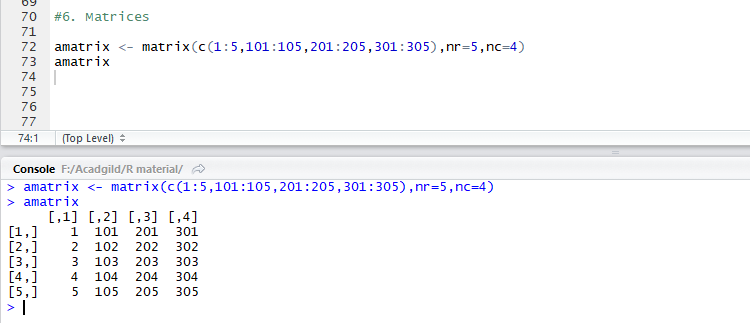 69
70 #6. Matrices
71
72 amatrix <- matrix(c(1:5,101:105,201:205,301:305),nr=5,nc=4)
73 amatrix
74
75
76
77
74:1 (Top Level)
Console F:/Acadgild/R material/
> amatrix <- matrix(c(1:5,101:105,201:205,301:305),nr=5,nc=4)
> amatrix
     [,1] [,2] [,3] [,4]
[1,]    1  101  201  301
[2,]    2  102  202  302
[3,]    3  103  203  303
[4,]    4  104  204  304
[5,]    5  105  205  305
>